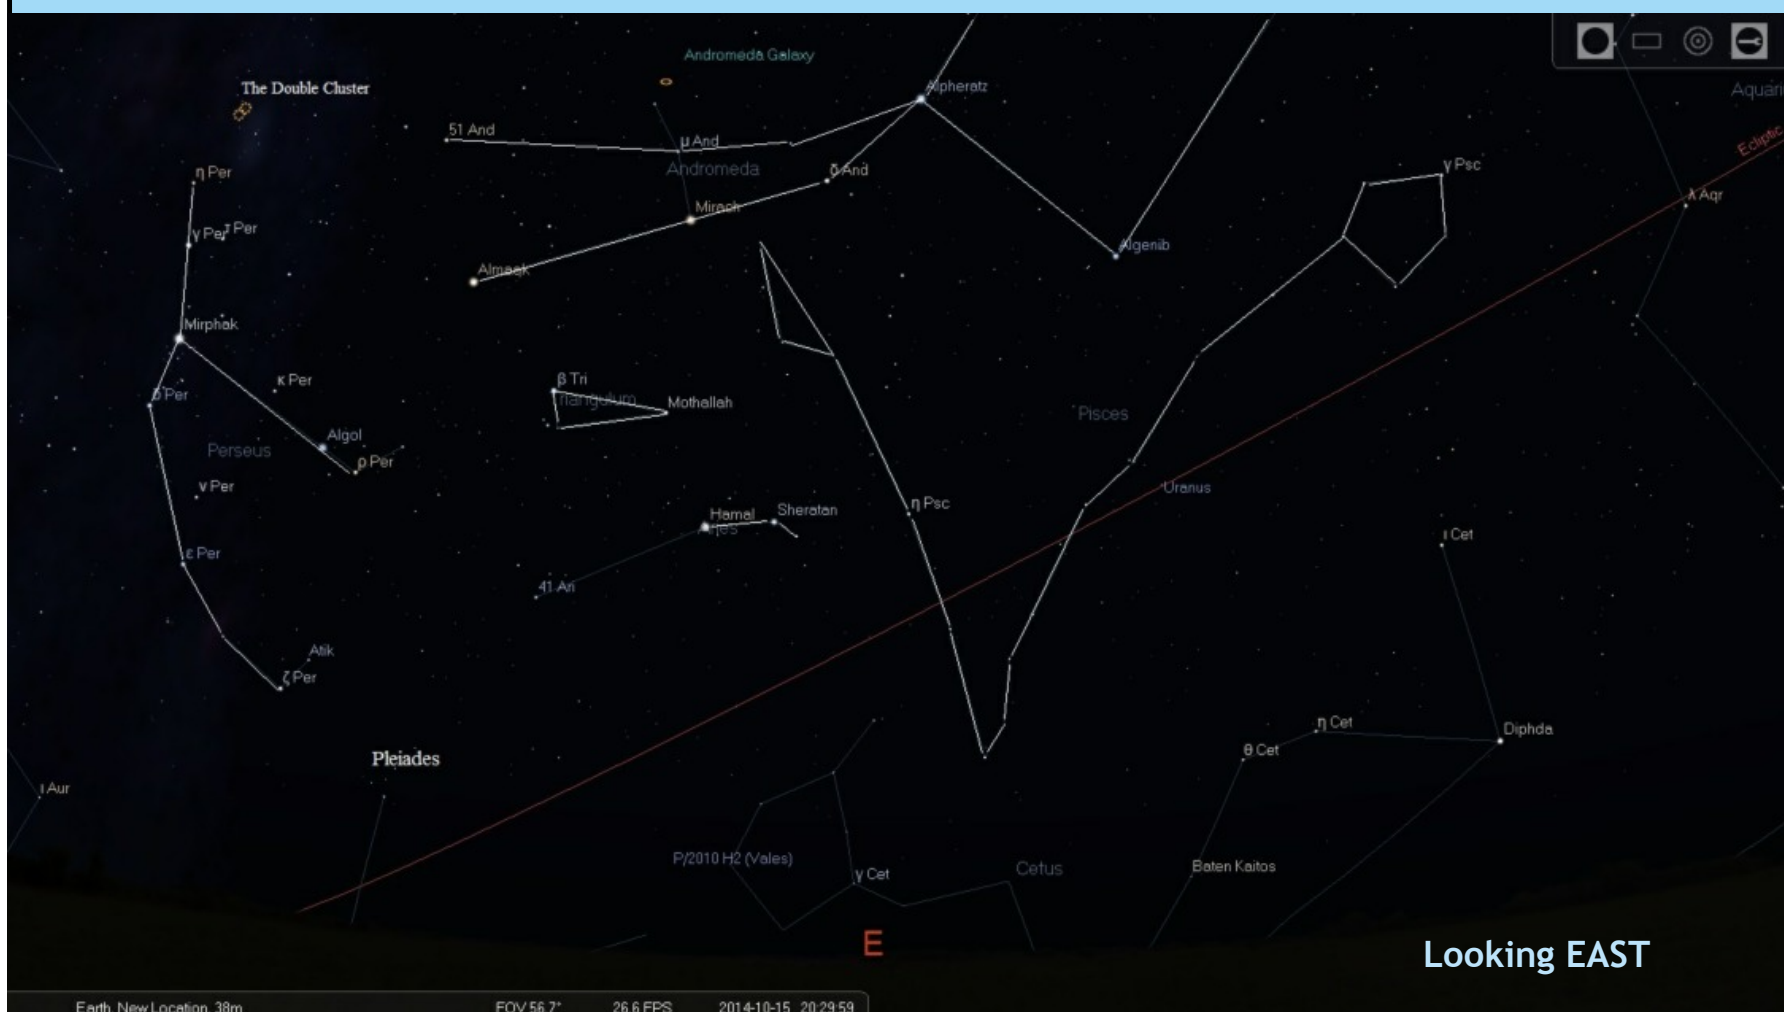 Andromeda Galaxy
The Double Cluster
Alpheratz
Aquari
51 And
μ And
Ecliptic
Andromeda
δ And
γ Psc
η Per
Mirach
λ Aqr
γ Per
τ Per
Algenib
Almaak
Mirphak
κ Per
β Tri
δ Per
Triangulum
Mothallah
Pisces
Algol
Perseus
ρ Per
ν Per
Uranus
η Psc
Hamal
Sheratan
Aries
ι Cet
ε Per
41 Ari
Atik
ζ Per
η Cet
Diphda
θ Cet
Pleiades
ι Aur
P/2010 H2 (Vales)
Cetus
Baten Kaitos
γ Cet
E
Looking EAST
Earth, New Location, 38m FOV 56.7° 26.6 FPS 2014-10-15 20:29:59